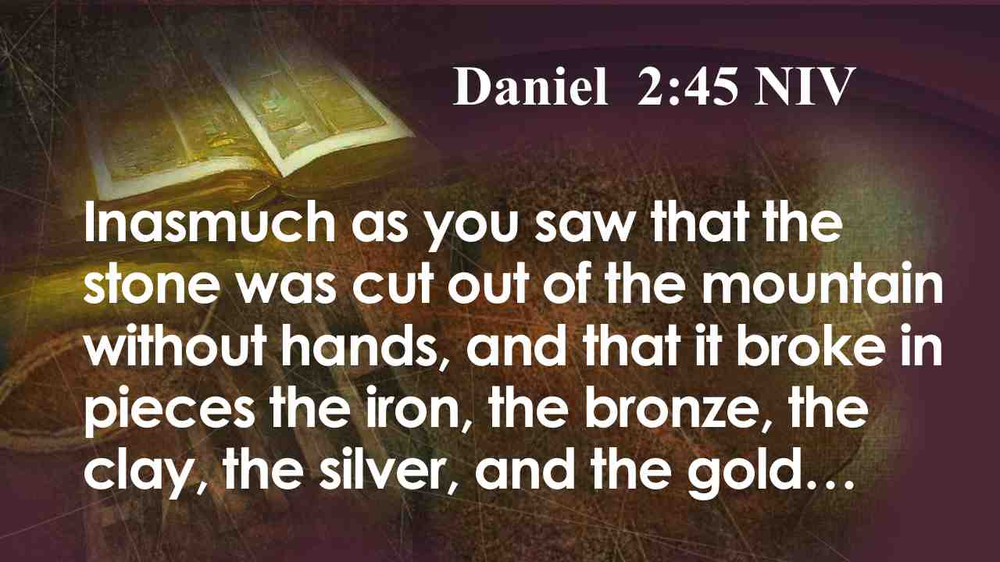 Daniel  2:45 NIV
Inasmuch as you saw that the
stone was cut out of the mountain
without hands, and that it broke in
pieces the iron, the bronze, the
clay, the silver, and the gold…